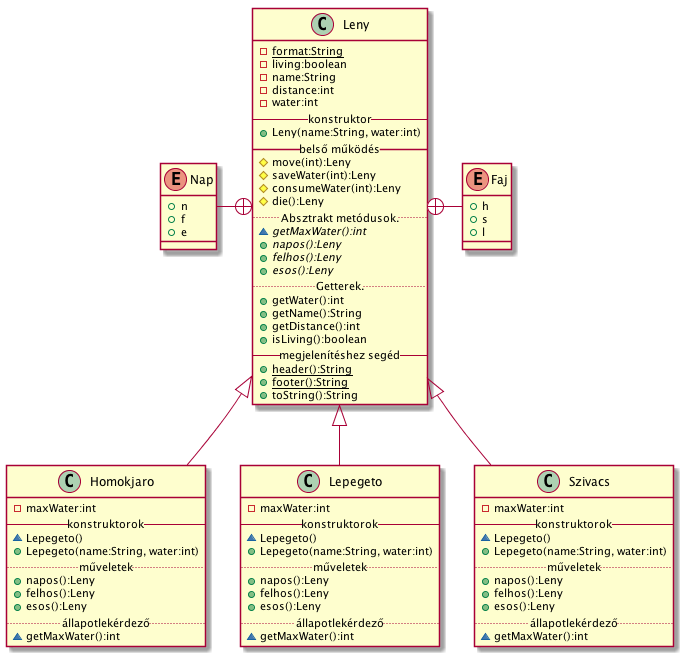 C Leny
format:String
living:boolean
name:String
distance:int
water:int
konstruktor
Leny(name:String, water:int)
belső működés
move(int):Leny
saveWater(int):Leny
consumeWater(int):Leny
die():Leny
Absztrakt metódusok.
getMaxWater():int
napos():Leny
felhos():Leny
esos():Leny
Getterek.
getWater():int
getName():String
getDistance():int
isLiving():boolean
megjelenítéshez segéd
header():String
footer():String
toString():String
E Nap
n
f
e
E Faj
h
s
l
C Homokjaro
maxWater:int
konstruktorok
Lepegeto()
Lepegeto(name:String, water:int)
műveletek
napos():Leny
felhos():Leny
esos():Leny
állapotlekérdező
getMaxWater():int
C Lepegeto
maxWater:int
konstruktorok
Lepegeto()
Lepegeto(name:String, water:int)
műveletek
napos():Leny
felhos():Leny
esos():Leny
állapotlekérdező
getMaxWater():int
C Szivacs
maxWater:int
konstruktorok
Lepegeto()
Lepegeto(name:String, water:int)
műveletek
napos():Leny
felhos():Leny
esos():Leny
állapotlekérdező
getMaxWater():int